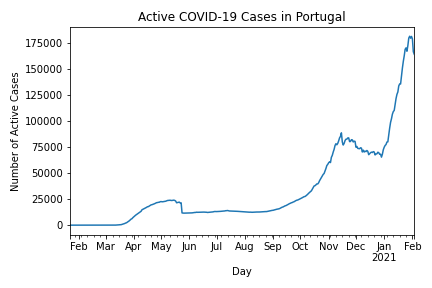 Active COVID-19 Cases in Portugal
Number of Active Cases
175000
150000
125000
100000
75000
50000
25000
0
Feb Mar Apr May Jun Jul Aug Sep Oct Nov Dec Jan Feb
2021
Day